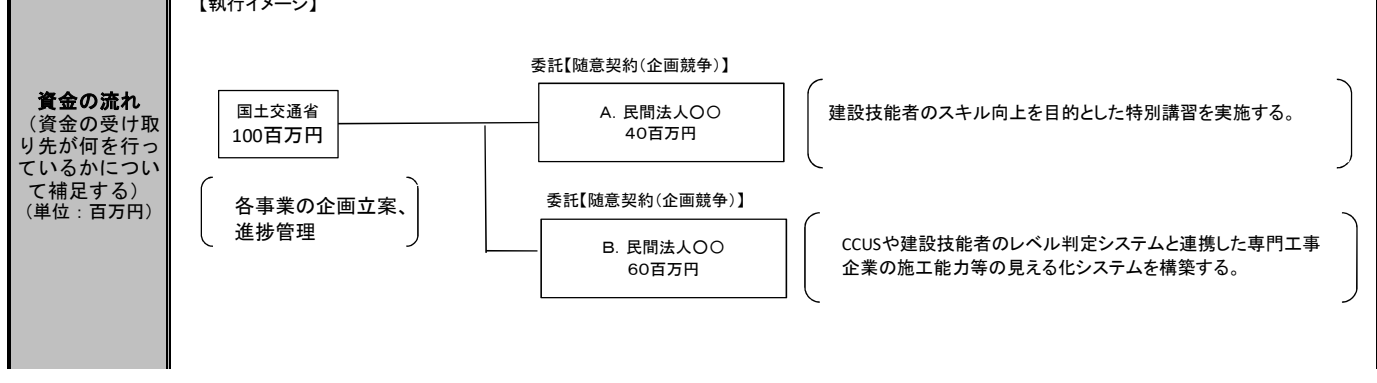 【執行イメージ】
資金の流れ
（資金の受け取
り先が何を行っ
ているかについ
て補足する）
（単位：百万円）
国土交通省
100百万円
各事業の企画立案、
進捗管理
委託【随意契約（企画競争）】
A．民間法人〇〇
４０百万円
建設技能者のスキル向上を目的とした特別講習を実施する。
委託【随意契約（企画競争）】
B．民間法人〇〇
６０百万円
CCUSや建設技能者のレベル判定システムと連携した専門工事
企業の施工能力等の見える化システムを構築する。